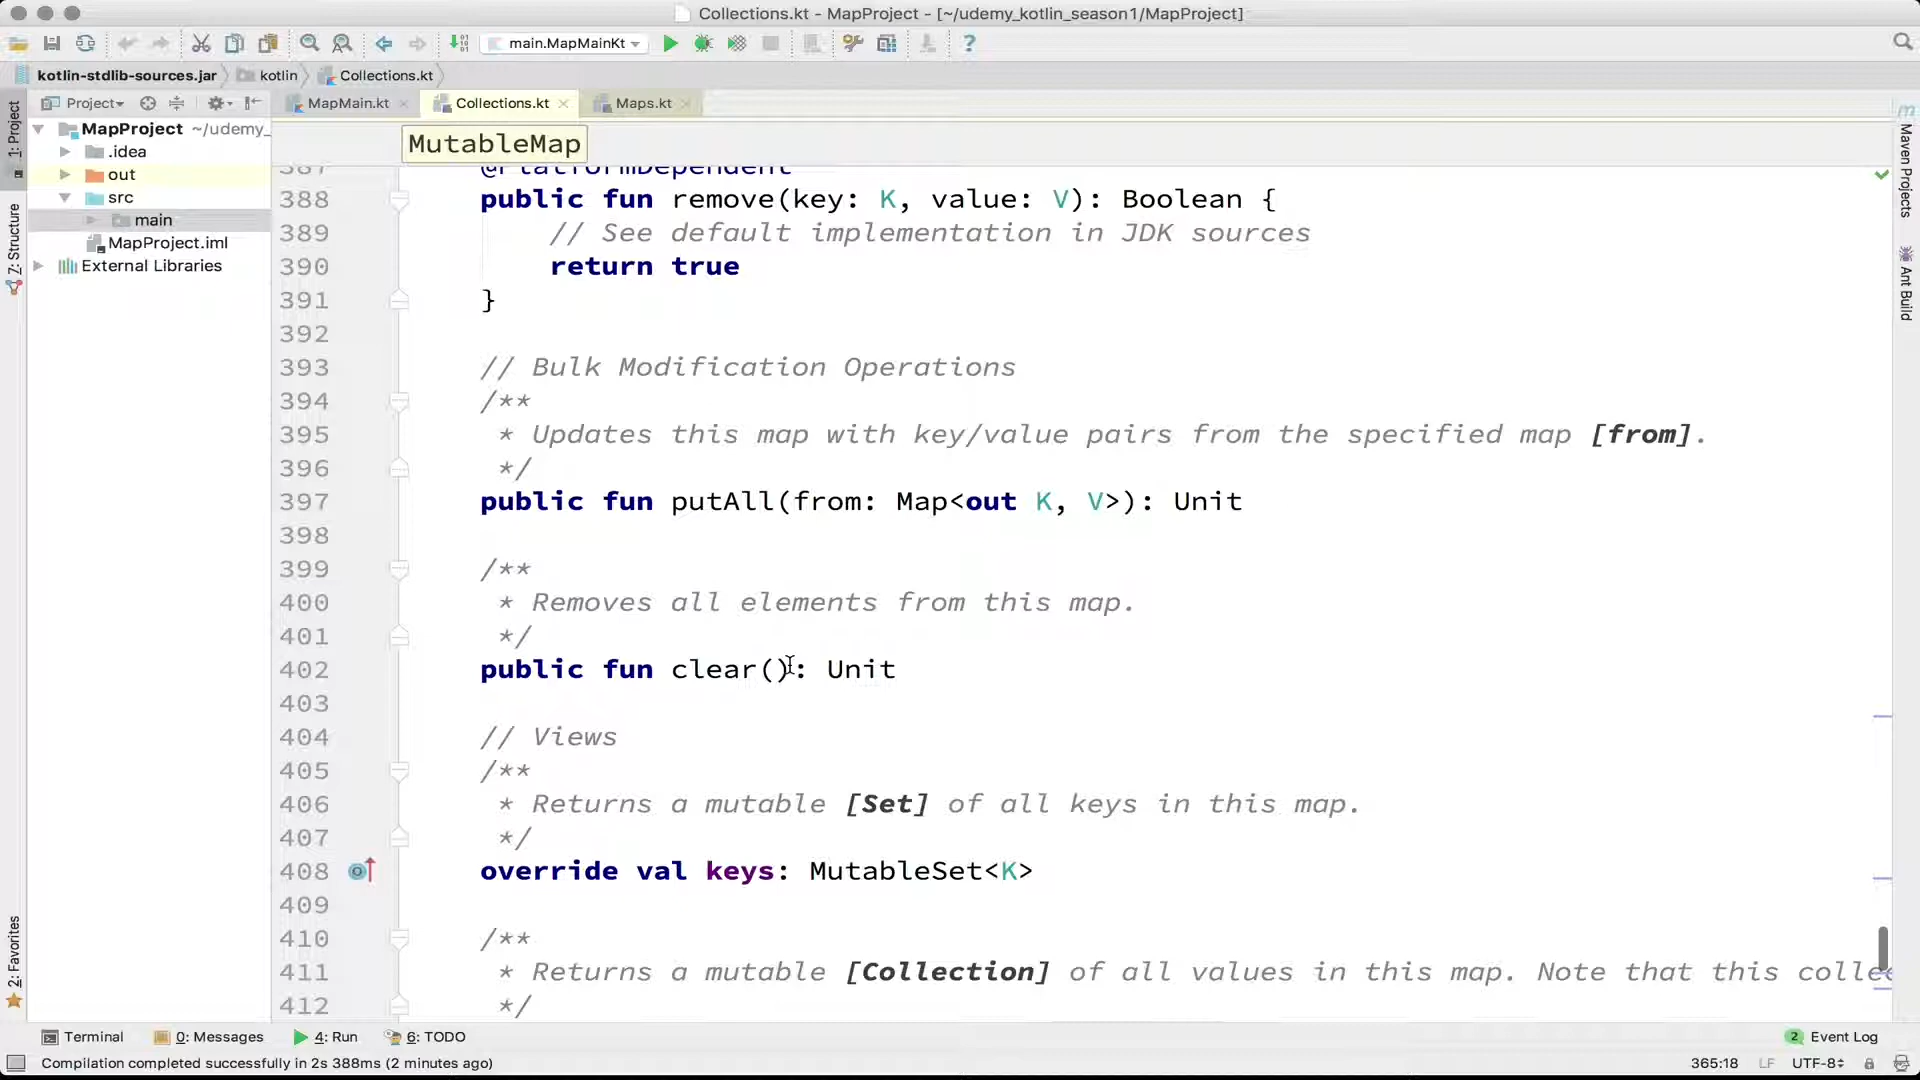 Collections.kt - MapProject - [~/udemy_kotlin_season1/MapProject]
main.MapMainKt
kotlin-stdlib-sources.jar kotlin Collections.kt
Project MapMain.kt Collections.kt Maps.kt
1: Project
Z: Structure
2: Favorites
MapProject ~/udemy_
.idea
out
src
main
MapProject.iml
External Libraries
MutableMap
387 @PlatformDependent
388 public fun remove(key: K, value: V): Boolean {
389 // See default implementation in JDK sources
390 return true
391 }
392
393 // Bulk Modification Operations
394 /**
395 * Updates this map with key/value pairs from the specified map [from].
396 */
397 public fun putAll(from: Map<out K, V>): Unit
398
399 /**
400 * Removes all elements from this map.
401 */
402 public fun clear(): Unit
403
404 // Views
405 /**
406 * Returns a mutable [Set] of all keys in this map.
407 */
408 override val keys: MutableSet<K>
409
410 /**
411 * Returns a mutable [Collection] of all values in this map. Note that this colle
412 */
Maven Projects
Ant Build
Terminal 0: Messages 4: Run 6: TODO 2 Event Log
Compilation completed successfully in 2s 388ms (2 minutes ago) 365:18 LF UTF-8